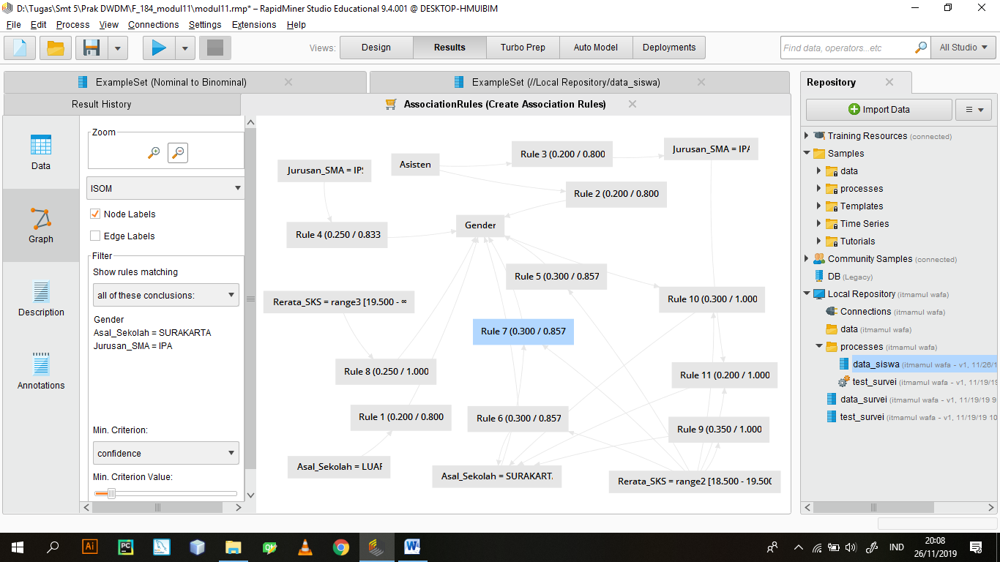 D:\Tugas\Smt 5\Prak DWDM\F_184_modul11\modul11.rmp* – RapidMiner Studio Educational 9.4.001 @ DESKTOP-HMUIBIM
File Edit Process View Connections Settings Extensions Help
Views: Design Results Turbo Prep Auto Model Deployments
Find data, operators...etc
All Studio
ExampleSet (Nominal to Binominal)
ExampleSet (//Local Repository/data_siswa)
Result History
AssociationRules (Create Association Rules)
Data
Graph
Description
Annotations
Zoom
ISOM
Node Labels
Edge Labels
Filter
Show rules matching
all of these conclusions:
Gender
Asal_Sekolah = SURAKARTA
Jurusan_SMA = IPA
Min. Criterion:
confidence
Min. Criterion Value:
Jurusan_SMA = IPS
Asisten
Rule 3 (0.200 / 0.800
Jurusan_SMA = IPA
Rule 2 (0.200 / 0.800
Gender
Rule 4 (0.250 / 0.833
Rule 5 (0.300 / 0.857
Rerata_SKS = range3 [19.500 - ∞
Rule 10 (0.300 / 1.000
Rule 7 (0.300 / 0.857
Rule 8 (0.250 / 1.000
Rule 11 (0.200 / 1.000
Rule 1 (0.200 / 0.800
Rule 6 (0.300 / 0.857
Rule 9 (0.350 / 1.000
Asal_Sekolah = LUAR
Asal_Sekolah = SURAKARTA
Rerata_SKS = range2 [18.500 - 19.500
Repository
Import Data
Training Resources (connected)
Samples
data
processes
Templates
Time Series
Tutorials
Community Samples (connected)
DB (Legacy)
Local Repository (itmamul wafa)
Connections (itmamul wafa)
data (itmamul wafa)
processes (itmamul wafa)
data_siswa (itmamul wafa – v1, 11/26/1
test_survei (itmamul wafa – v1, 11/19/19
data_survei (itmamul wafa – v1, 11/19/19 9
test_survei (itmamul wafa – v1, 11/19/19 10
Ai
PC
Qt
W
IND
20:08
26/11/2019